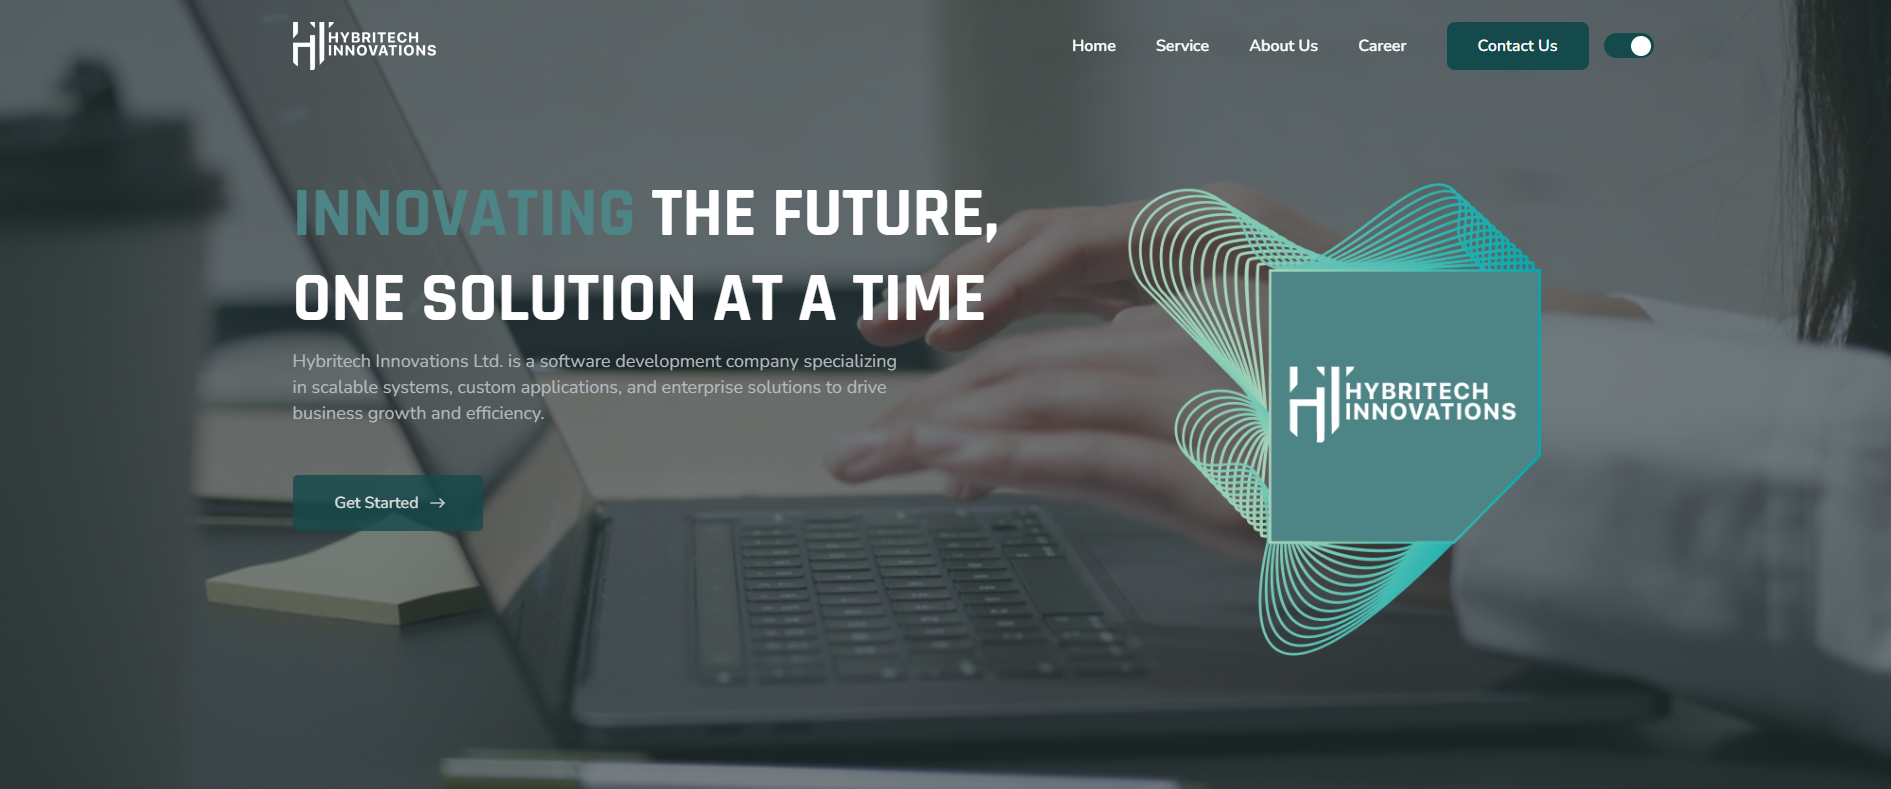 HYBRITECH
INNOVATIONS
Home
Service
About Us
Career
Contact Us
INNOVATING THE FUTURE,
ONE SOLUTION AT A TIME
Hybritech Innovations Ltd. is a software development company specializing
in scalable systems, custom applications, and enterprise solutions to drive
business growth and efficiency.
Get Started →
HYBRITECH
INNOVATIONS